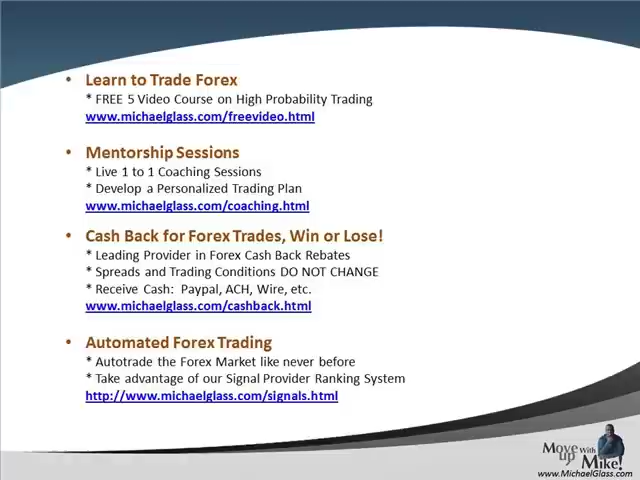 • Learn to Trade Forex
* FREE 5 Video Course on High Probability Trading
www.michaelglass.com/freevideo.html
• Mentorship Sessions
* Live 1 to 1 Coaching Sessions
* Develop a Personalized Trading Plan
www.michaelglass.com/coaching.html
• Cash Back for Forex Trades, Win or Lose!
* Leading Provider in Forex Cash Back Rebates
* Spreads and Trading Conditions DO NOT CHANGE
* Receive Cash: Paypal, ACH, Wire, etc.
www.michaelglass.com/cashback.html
• Automated Forex Trading
* Autotrade the Forex Market like never before
* Take advantage of our Signal Provider Ranking System
http://www.michaelglass.com/signals.html
Move up With Mike!
www.MichaelGlass.com